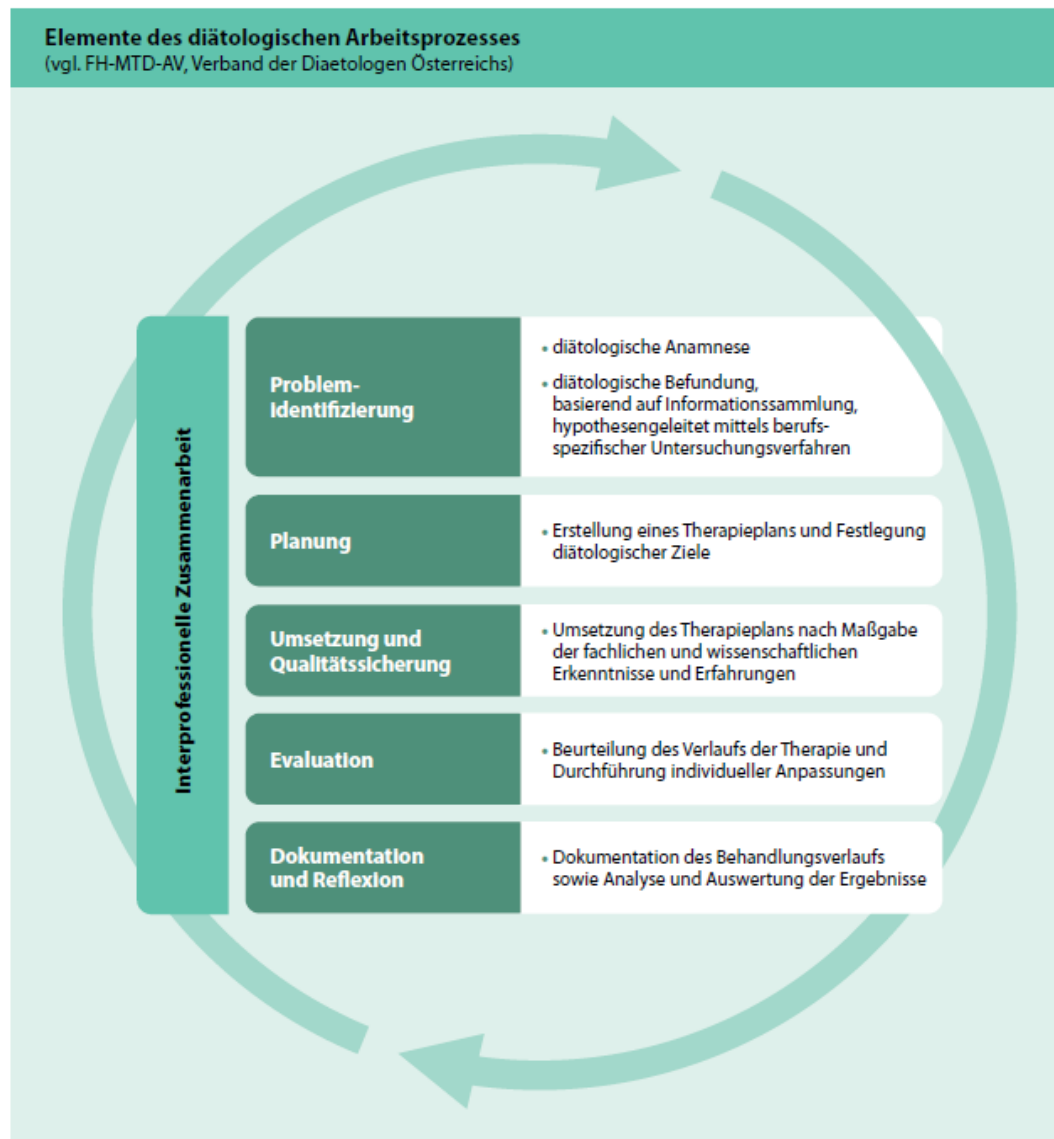 Elemente des diätologischen Arbeitsprozesses
(vgl. FH-MTD-AV, Verband der Diaetologen Österreichs)
Interprofessionelle Zusammenarbeit
Problem-
identifizierung
• diätologische Anamnese
• diätologische Befundung,
basierend auf Informationssammlung,
hypothesengeleitet mittels berufs-
spezifischer Untersuchungsverfahren
Planung
• Erstellung eines Therapieplans und Festlegung
diätologischer Ziele
Umsetzung und
Qualitätssicherung
• Umsetzung des Therapieplans nach Maßgabe
der fachlichen und wissenschaftlichen
Erkenntnisse und Erfahrungen
Evaluation
• Beurteilung des Verlaufs der Therapie und
Durchführung individueller Anpassungen
Dokumentation
und Reflexion
• Dokumentation des Behandlungsverlaufs
sowie Analyse und Auswertung der Ergebnisse